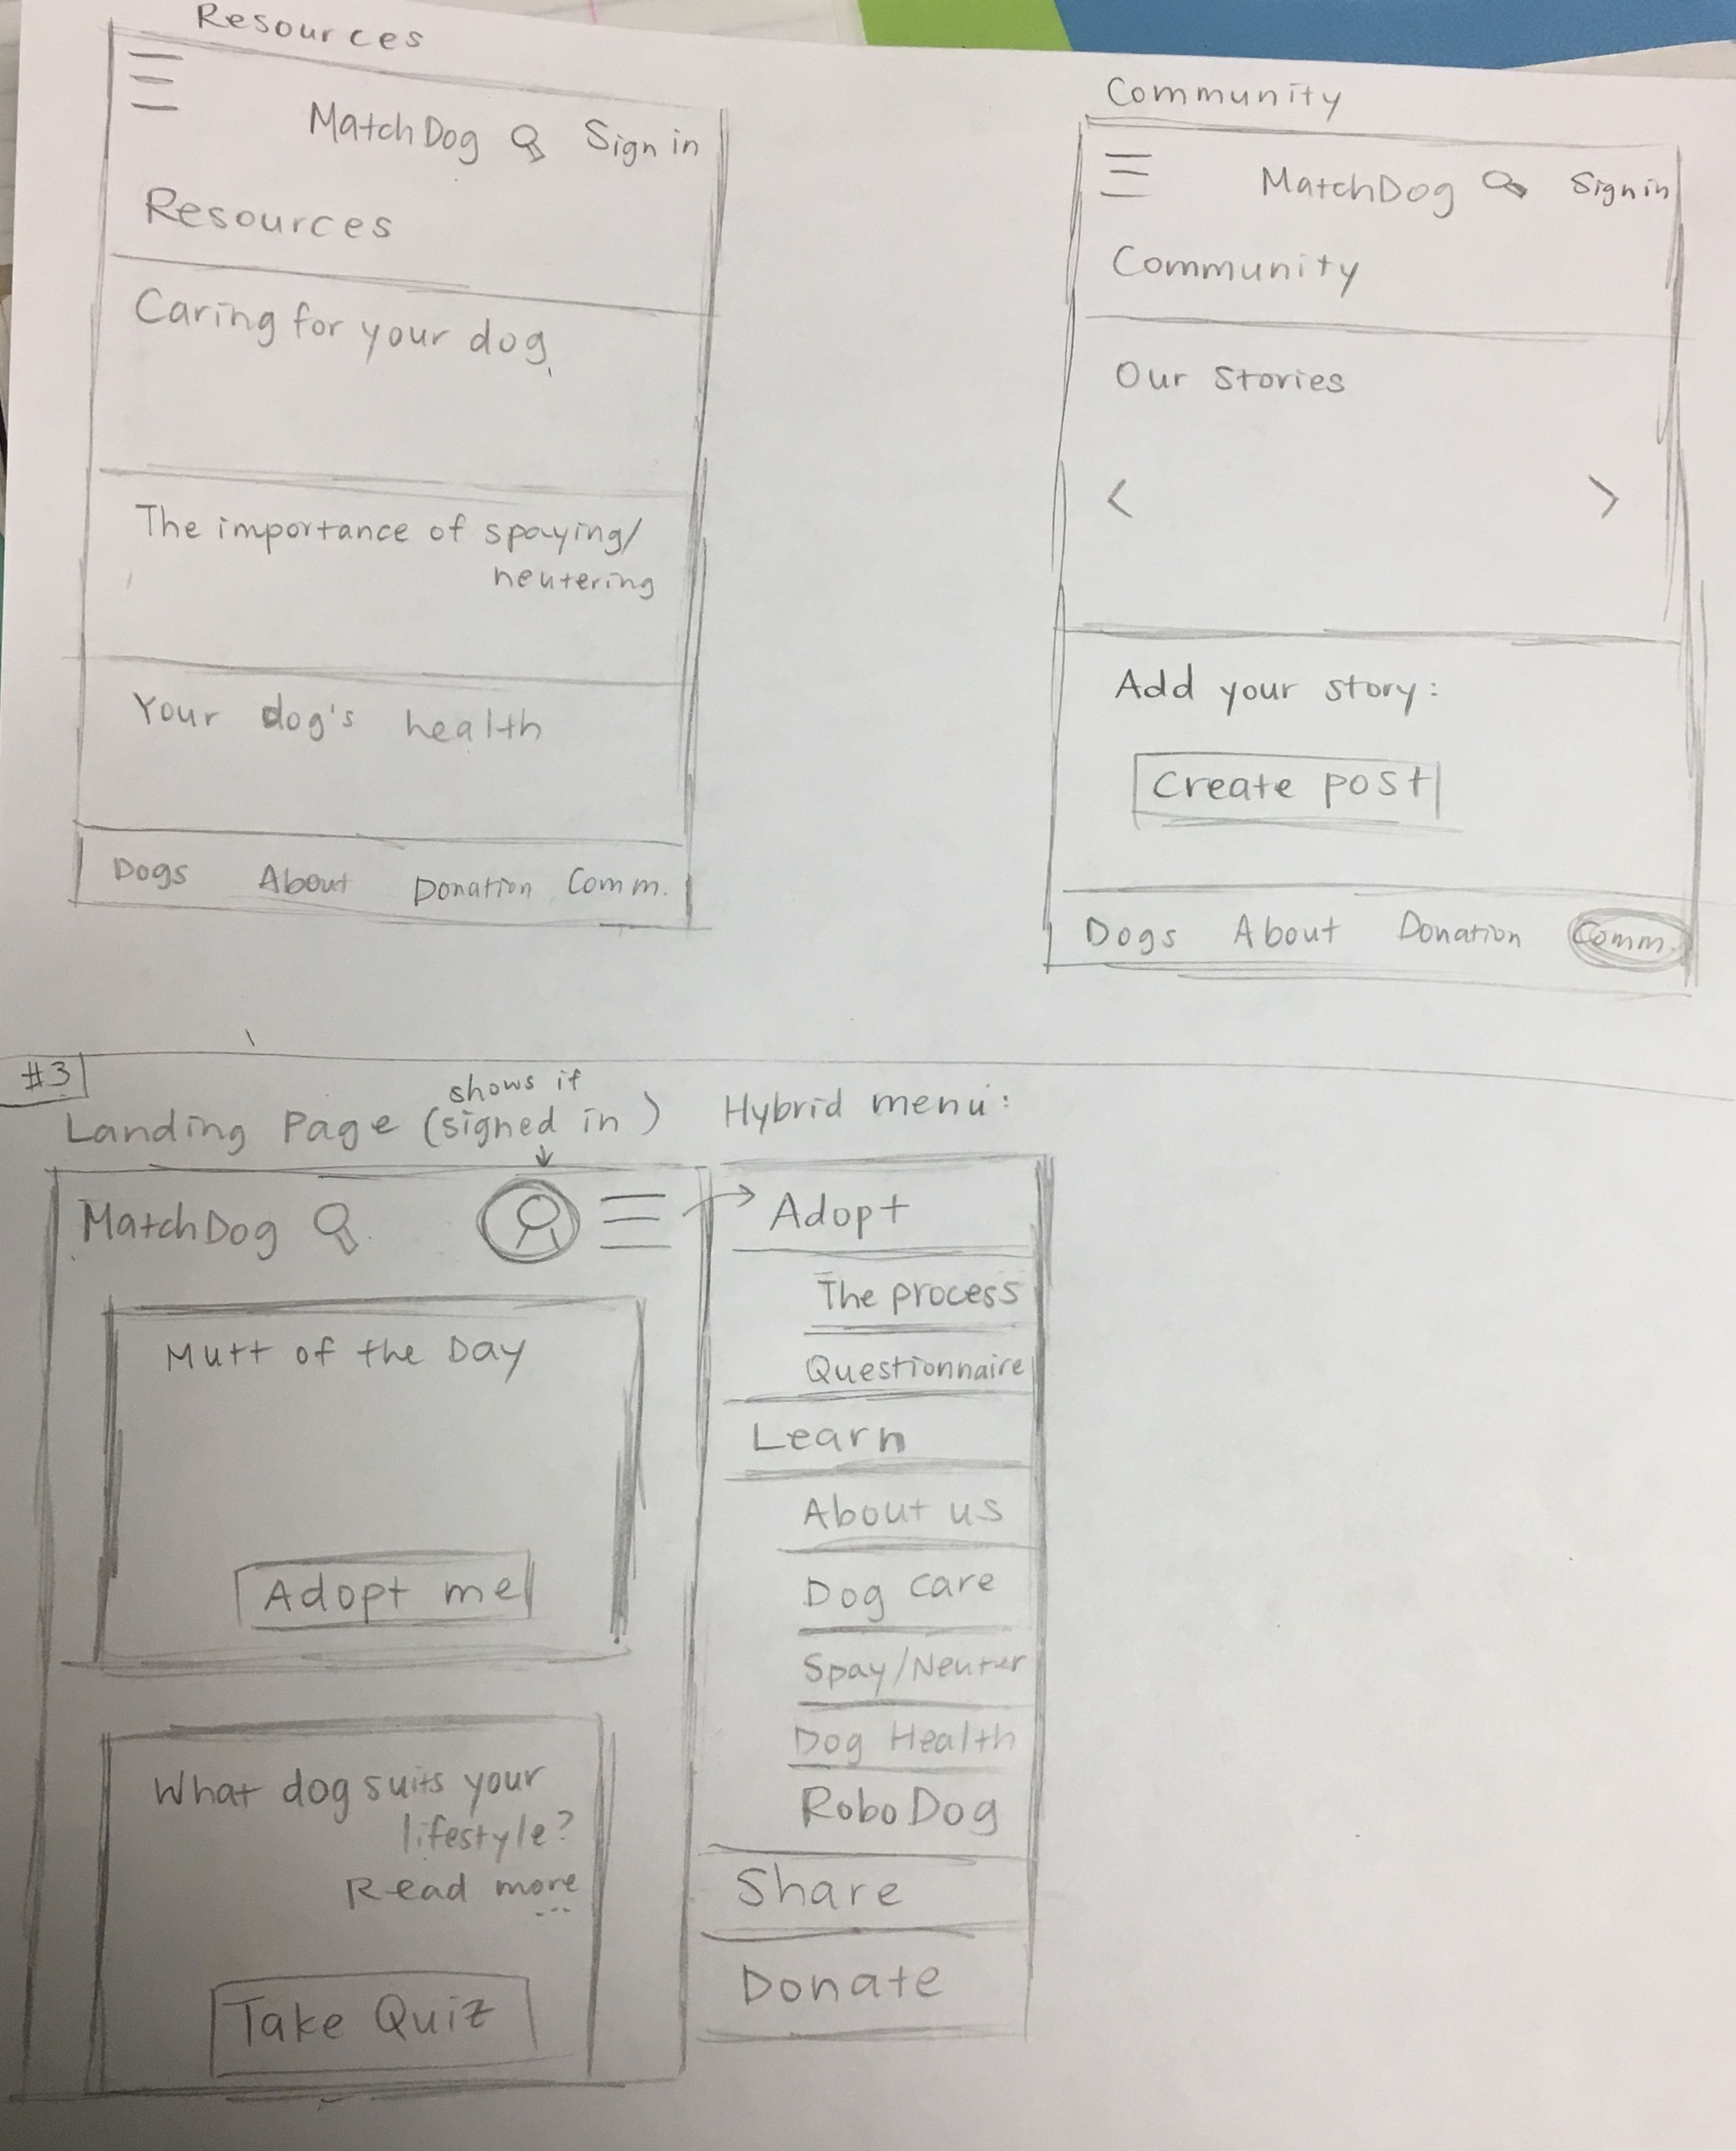 Resources
MatchDog Sign in
Resources
Caring for your dog
The importance of spaying/
neutering
Your dog's health
Dogs About Donation Comm.
Community
MatchDog Sign in
Community
Our Stories
< >
Add your story:
Create post
Dogs About Donation Comm.
#3
shows if
Landing Page (signed in)
MatchDog
Mutt of the Day
Adopt me
What dog suits your
lifestyle?
Read more
...
Take Quiz
Hybrid menu:
Adopt
The process
Questionnaire
Learn
About us
Dog care
Spay/Neuter
Dog Health
RoboDog
Share
Donate